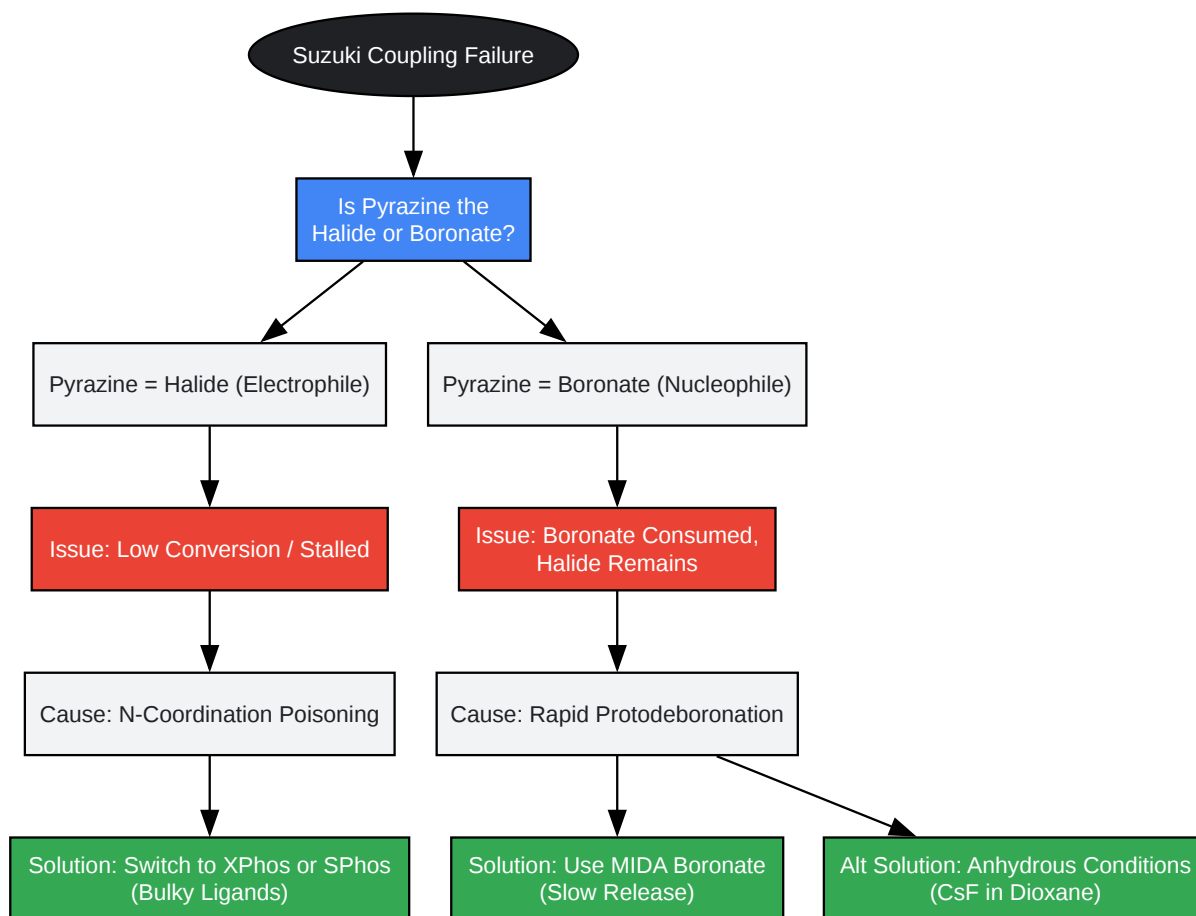 Suzuki Coupling Failure
Is Pyrazine the
Halide or Boronate?
Pyrazine = Halide (Electrophile)
Pyrazine = Boronate (Nucleophile)
Issue: Low Conversion / Stalled
Issue: Boronate Consumed,
Halide Remains
Cause: N-Coordination Poisoning
Cause: Rapid Protodeboronation
Solution: Switch to XPhos or SPhos
(Bulky Ligands)
Solution: Use MIDA Boronate
(Slow Release)
Alt Solution: Anhydrous Conditions
(CsF in Dioxane)